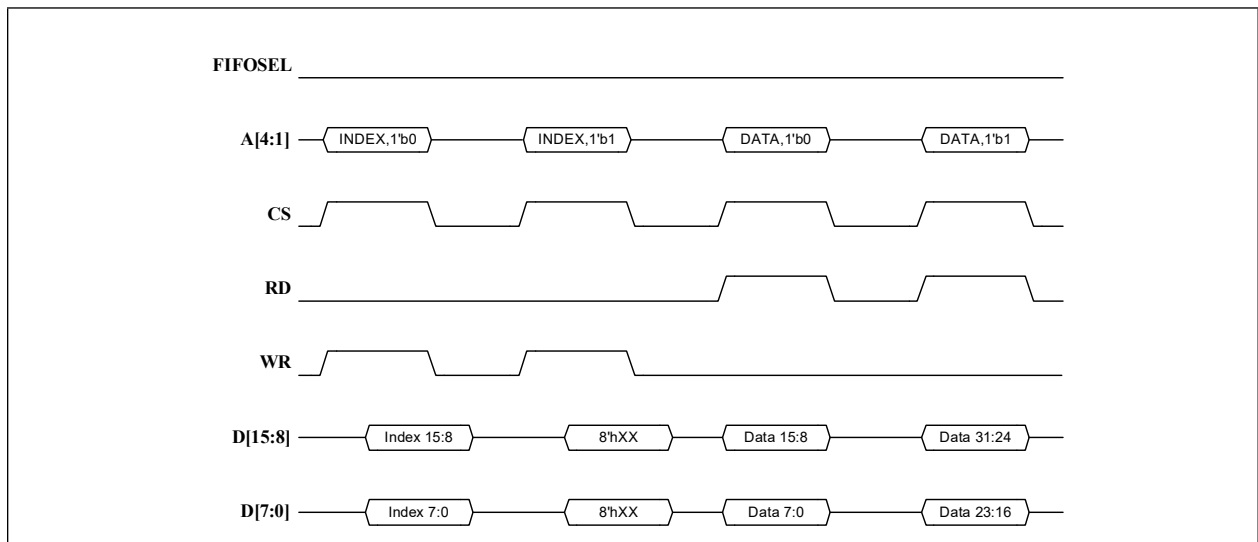 FIFOSEL
A[4:1] INDEX,1'b0 INDEX,1'b1 DATA,1'b0 DATA,1'b1
CS
RD
WR
D[15:8] Index 15:8 8'hXX Data 15:8 Data 31:24
D[7:0] Index 7:0 8'hXX Data 7:0 Data 23:16